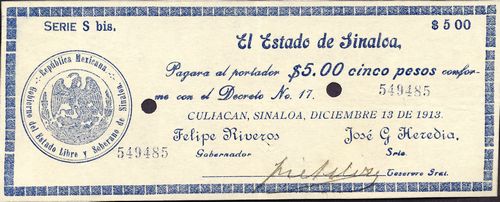 SERIE S bis.
$ 5 00
El Estado de Sinaloa,
Pagara al portador $5.00 cinco pesos confor-
me con el Decreto No. 17.
549485
CULIACAN, SINALOA, DICIEMBRE 13 DE 1913.
Felipe Riveros
José G. Heredia,
Gobernador
Srio.
Tesorero Gral.
República Mexicana
Gobierno del Estado Libre y Soberano de Sinaloa
549485